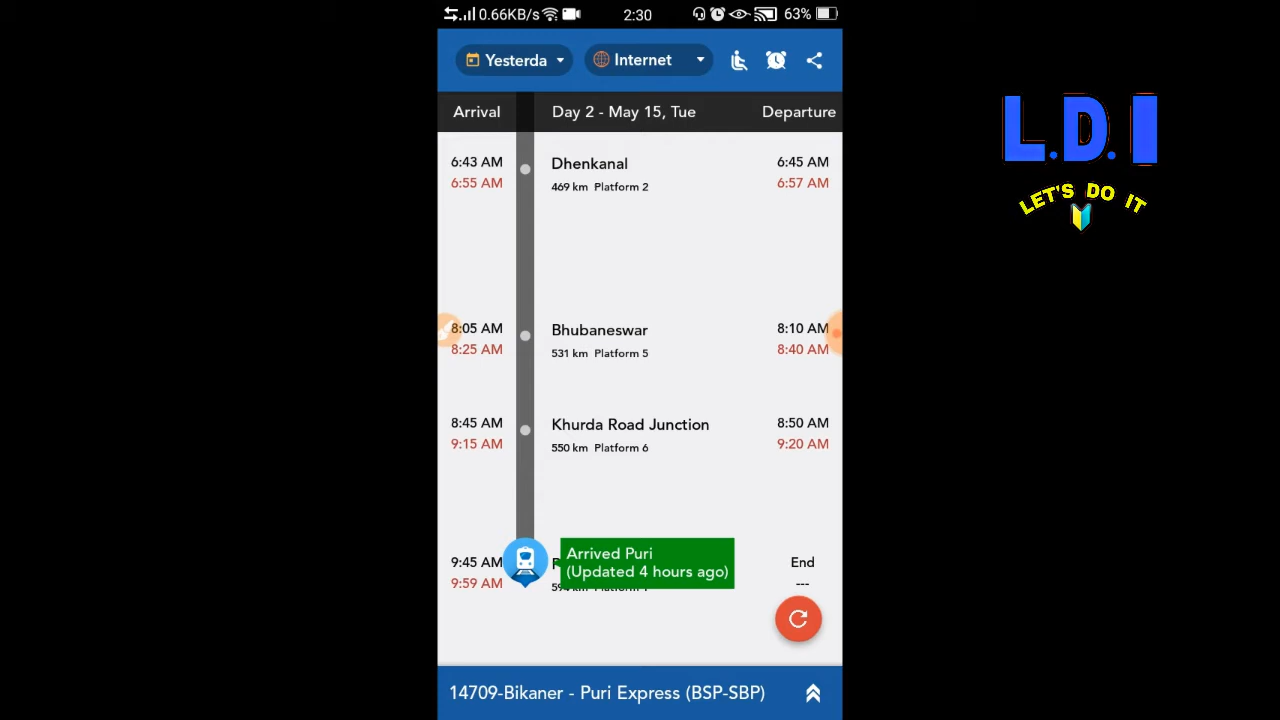 0.66KB/s 2:30 63%
Yesterda Internet
Arrival Day 2 - May 15, Tue Departure
6:43 AM Dhenkanal 6:45 AM
6:55 AM 469 km Platform 2 6:57 AM
8:05 AM Bhubaneswar 8:10 AM
8:25 AM 531 km Platform 5 8:40 AM
8:45 AM Khurda Road Junction 8:50 AM
9:15 AM 550 km Platform 6 9:20 AM
Arrived Puri
9:45 AM End
(Updated 4 hours ago)
9:59 AM ---
14709-Bikaner - Puri Express (BSP-SBP)
L.D.I
LET'S DO IT